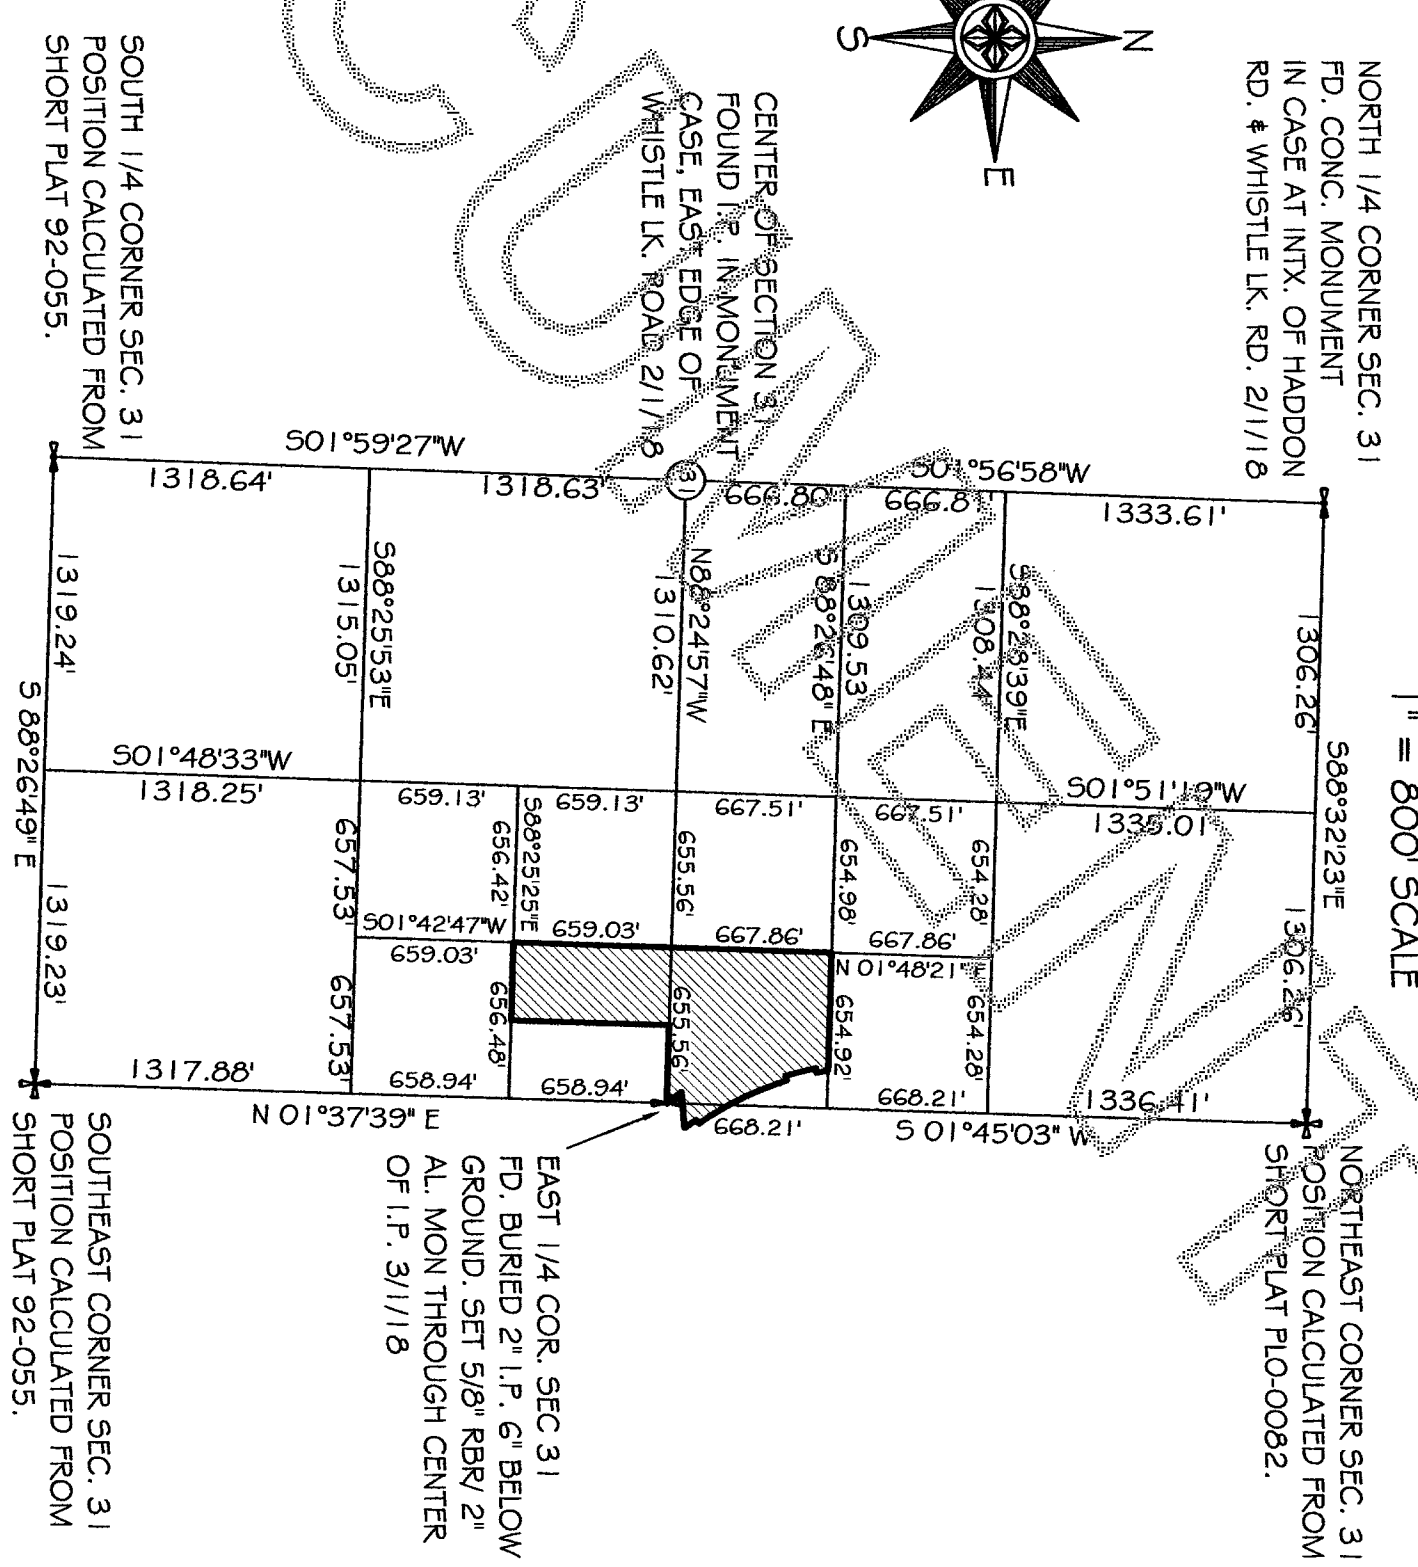 N
S
E
NORTH 1/4 CORNER SEC. 31
FD. CONC. MONUMENT
IN CASE AT INTX. OF HADDON
RD. & WHISTLE LK. RD. 2/1/18
CENTER OF SECTION 31
FOUND I.P. IN MONUMENT
CASE, EAST EDGE OF
WHISTLE LK. ROAD 2/1/18
SOUTH 1/4 CORNER SEC. 31
POSITION CALCULATED FROM
SHORT PLAT 92-055.
1" = 800' SCALE
S01°59'27"W
1318.64'
1318.63'
31
S01°56'58"W
666.80'
666.8
1333.61'
1319.24'
S 88°26'49" E
1319.23'
S88°25'53"E
1315.05'
N88°24'57"W
1310.62'
S 88°26'48" E
1309.53'
S88°28'39"E
1308.44'
1306.26'
S88°32'23"E
1306.26'
S01°48'33"W
1318.25'
659.13'
659.13'
667.51'
667.51'
S01°51'19"W
1335.01'
657.53'
656.42'
S88°25'25"E
655.56'
654.98'
654.28'
S01°42'47"W
659.03'
659.03'
667.86'
667.86'
N 01°48'21"
657.53'
656.48'
655.56'
654.92'
654.28'
1317.88'
658.94'
658.94'
668.21'
668.21'
1336.41'
N 01°37'39" E
S 01°45'03" W
EAST 1/4 COR. SEC 31
FD. BURIED 2" I.P. 6" BELOW
GROUND. SET 5/8" RBR/ 2"
AL. MON THROUGH CENTER
OF I.P. 3/1/18
NORTHEAST CORNER SEC. 31
POSITION CALCULATED FROM
SHORT PLAT PLO-0082.
SOUTHEAST CORNER SEC. 31
POSITION CALCULATED FROM
SHORT PLAT 92-055.
CUMENT